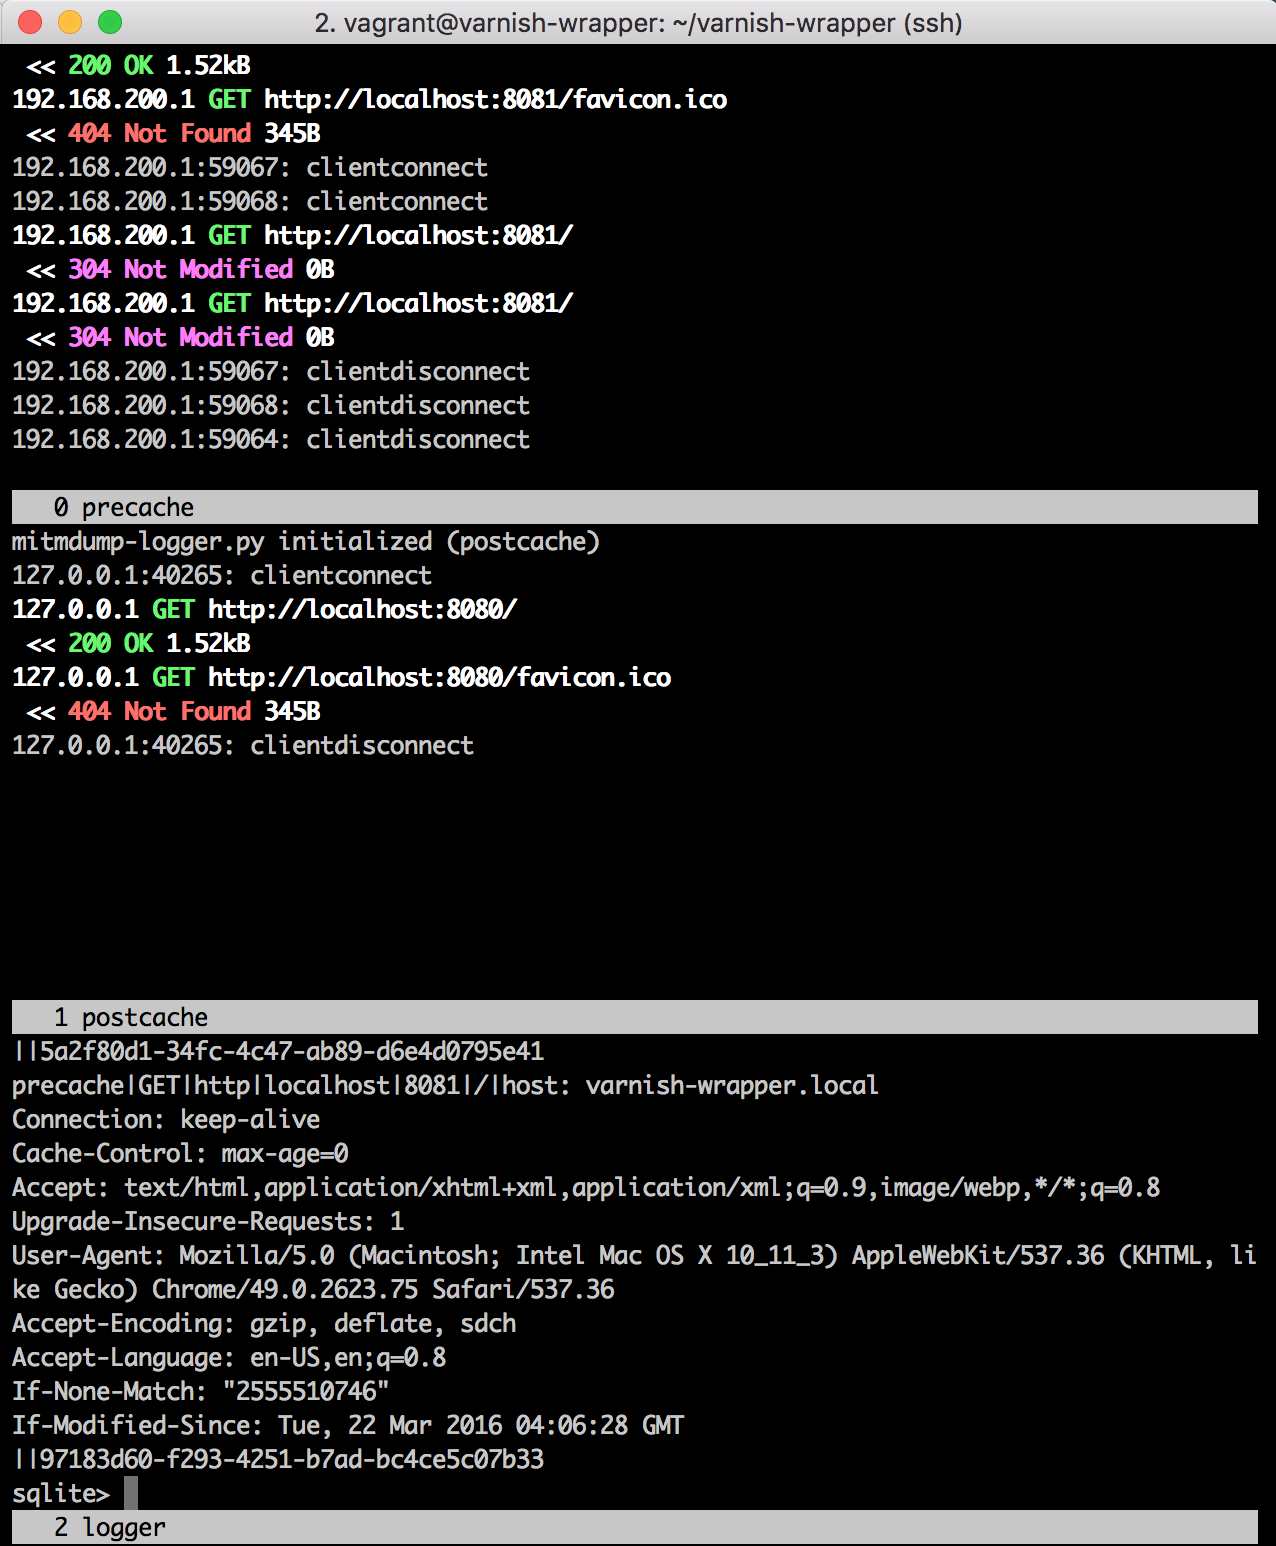 2. vagrant@varnish-wrapper: ~/varnish-wrapper (ssh)
<< 200 OK 1.52kB
192.168.200.1 GET http://localhost:8081/favicon.ico
<< 404 Not Found 345B
192.168.200.1:59067: clientconnect
192.168.200.1:59068: clientconnect
192.168.200.1 GET http://localhost:8081/
<< 304 Not Modified 0B
192.168.200.1 GET http://localhost:8081/
<< 304 Not Modified 0B
192.168.200.1:59067: clientdisconnect
192.168.200.1:59068: clientdisconnect
192.168.200.1:59064: clientdisconnect
0 precache
mitmdump-logger.py initialized (postcache)
127.0.0.1:40265: clientconnect
127.0.0.1 GET http://localhost:8080/
<< 200 OK 1.52kB
127.0.0.1 GET http://localhost:8080/favicon.ico
<< 404 Not Found 345B
127.0.0.1:40265: clientdisconnect
1 postcache
||5a2f80d1-34fc-4c47-ab89-d6e4d0795e41
precache|GET|http|localhost|8081|/|host: varnish-wrapper.local
Connection: keep-alive
Cache-Control: max-age=0
Accept: text/html,application/xhtml+xml,application/xml;q=0.9,image/webp,*/*;q=0.8
Upgrade-Insecure-Requests: 1
User-Agent: Mozilla/5.0 (Macintosh; Intel Mac OS X 10_11_3) AppleWebKit/537.36 (KHTML, li
ke Gecko) Chrome/49.0.2623.75 Safari/537.36
Accept-Encoding: gzip, deflate, sdch
Accept-Language: en-US,en;q=0.8
If-None-Match: "2555510746"
If-Modified-Since: Tue, 22 Mar 2016 04:06:28 GMT
||97183d60-f293-4251-b7ad-bc4ce5c07b33
sqlite>
2 logger